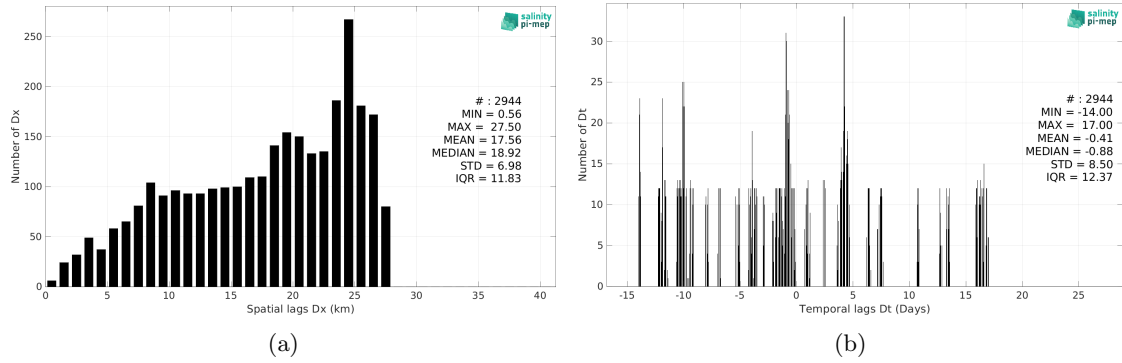 salinity
pi-mep
250
200
150
100
50
0
Number of Dx
# : 2944
MIN = 0.56
MAX = 27.50
MEAN = 17.56
MEDIAN = 18.92
STD = 6.98
IQR = 11.83
0 10 20 30 40
Spatial lags Dx (km)
(a)
salinity
pi-mep
30
25
20
15
10
5
0
Number of Dt
# : 2944
MIN = -14.00
MAX = 17.00
MEAN = -0.41
MEDIAN = -0.88
STD = 8.50
IQR = 12.37
-15 -10 -5 0 5 10 15 20 25
Temporal lags Dt (Days)
(b)